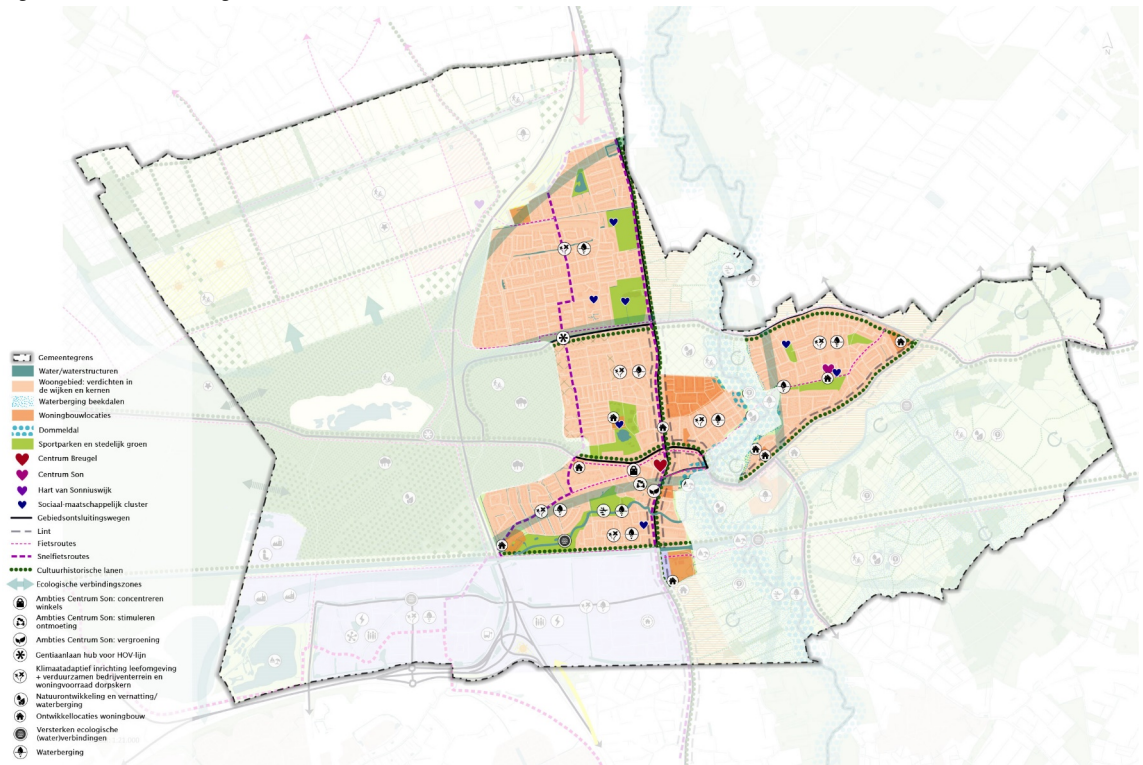 Gemeentegrens
Water/waterstructuren
Woongebied: verdichten in
de wijken en kernen
Waterberging beekdalen
Woningbouwlocaties
Dommeldal
Sportparken en stedelijk groen
Centrum Breugel
Centrum Son
Hart van Sonniuswijk
Sociaal-maatschappelijk cluster
Gebiedsontsluitingswegen
Lint
Fietsroutes
Snelfietsroutes
Cultuurhistorische lanen
Ecologische verbindingszones
Ambties Centrum Son: concentreren
winkels
Ambties Centrum Son: stimuleren
ontmoeting
Ambties Centrum Son: vergroening
Gentiaanlaan hub voor HOV-lijn
Klimaatadaptief inrichting leefomgeving
+ verduurzamen bedrijventerrein en
woningvoorraad dorpskern
Natuurontwikkeling en vernatting/
waterberging
Ontwikkellocaties woningbouw
Versterken ecologische
(water)verbindingen
Waterberging